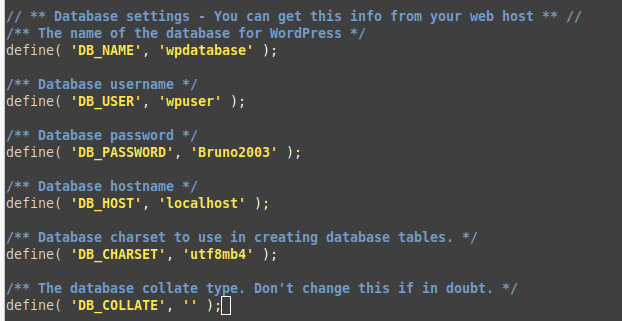 // ** Database settings - You can get this info from your web host ** //
/** The name of the database for WordPress */
define( 'DB_NAME', 'wpdatabase' );
/** Database username */
define( 'DB_USER', 'wpuser' );
/** Database password */
define( 'DB_PASSWORD', 'Bruno2003' );
/** Database hostname */
define( 'DB_HOST', 'localhost' );
/** Database charset to use in creating database tables. */
define( 'DB_CHARSET', 'utf8mb4' );
/** The database collate type. Don't change this if in doubt. */
define( 'DB_COLLATE', '' );